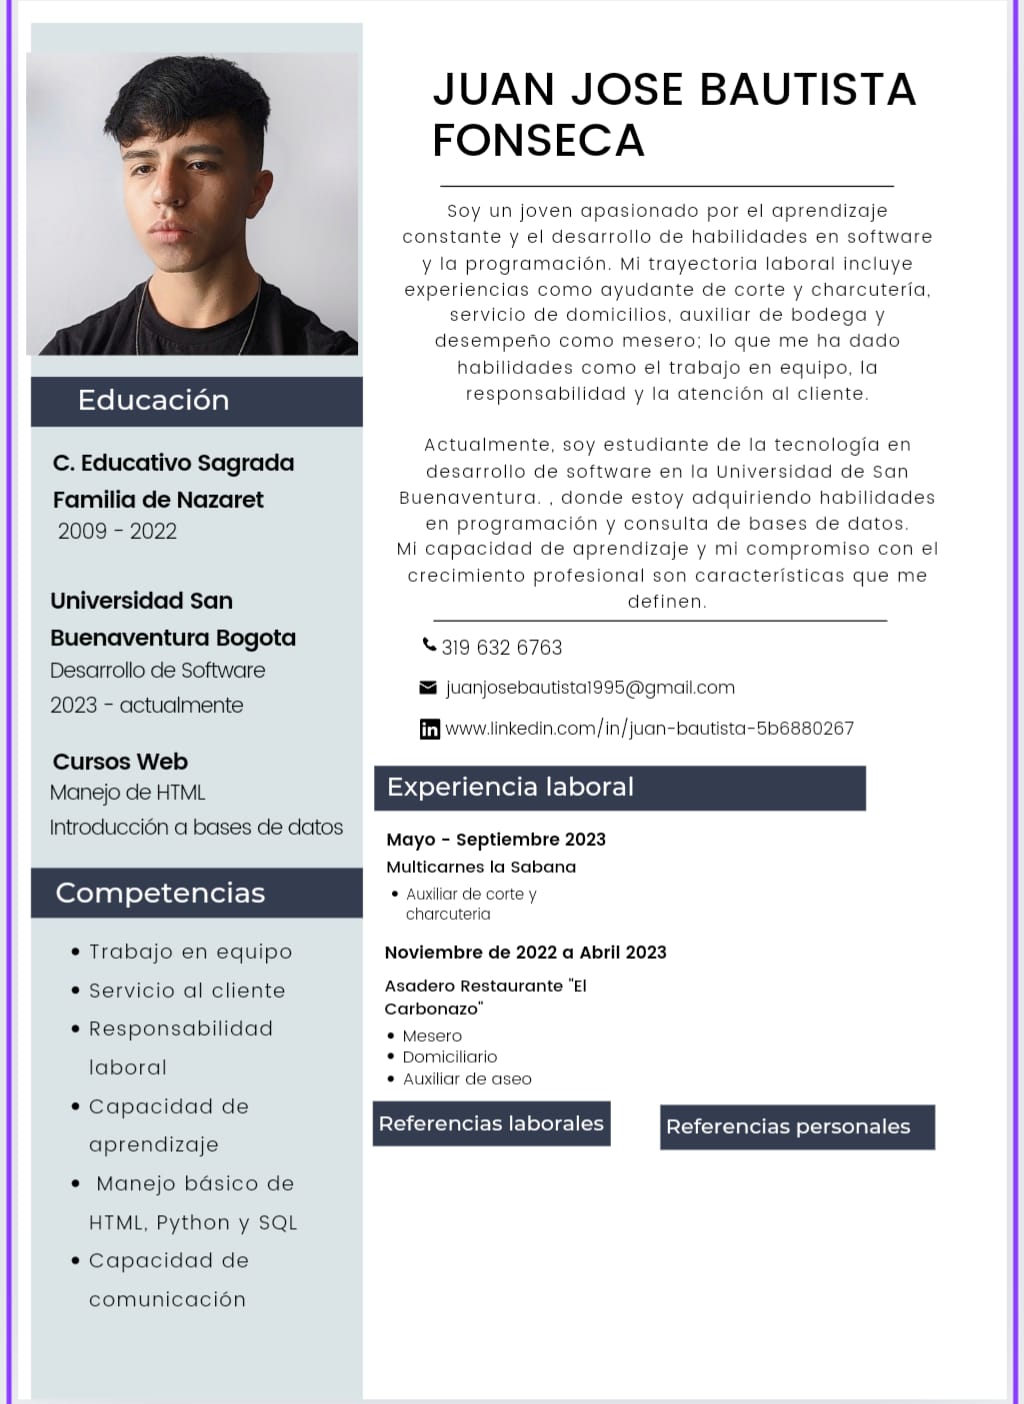 JUAN JOSE BAUTISTA
FONSECA
Soy un joven apasionado por el aprendizaje
constante y el desarrollo de habilidades en software
y la programación. Mi trayectoria laboral incluye
experiencias como ayudante de corte y charcutería,
servicio de domicilios, auxiliar de bodega y
desempeño como mesero; lo que me ha dado
habilidades como el trabajo en equipo, la
responsabilidad y la atención al cliente.
Actualmente, soy estudiante de la tecnología en
desarrollo de software en la Universidad de San
Buenaventura. , donde estoy adquiriendo habilidades
en programación y consulta de bases de datos.
Mi capacidad de aprendizaje y mi compromiso con el
crecimiento profesional son características que me
definen.
319 632 6763
juanjosebautista1995@gmail.com
in www.linkedin.com/in/juan-bautista-5b6880267
Educación
C. Educativo Sagrada
Familia de Nazaret
2009 - 2022
Universidad San
Buenaventura Bogota
Desarrollo de Software
2023 - actualmente
Cursos Web
Manejo de HTML
Introducción a bases de datos
Competencias
• Trabajo en equipo
• Servicio al cliente
• Responsabilidad
laboral
• Capacidad de
aprendizaje
• Manejo básico de
HTML, Python y SQL
• Capacidad de
comunicación
Experiencia laboral
Mayo - Septiembre 2023
Multicarnes la Sabana
• Auxiliar de corte y
charcuteria
Noviembre de 2022 a Abril 2023
Asadero Restaurante "El
Carbonazo"
• Mesero
• Domiciliario
• Auxiliar de aseo
Referencias laborales
Referencias personales